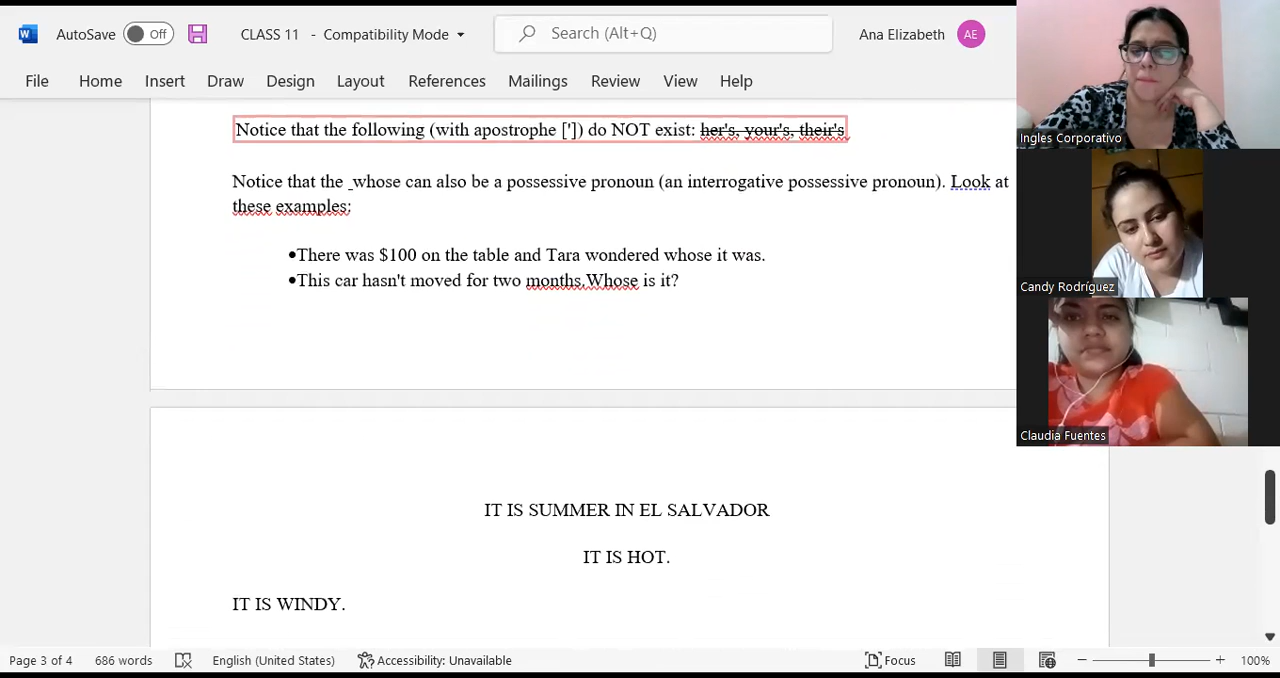 AutoSave Off CLASS 11 - Compatibility Mode Search (Alt+Q) Ana Elizabeth AE
File Home Insert Draw Design Layout References Mailings Review View Help
Notice that the following (with apostrophe [']) do NOT exist: her's, your's, their's
Notice that the _whose can also be a possessive pronoun (an interrogative possessive pronoun). Look at
these examples:
•There was $100 on the table and Tara wondered whose it was.
•This car hasn't moved for two months.Whose is it?
IT IS SUMMER IN EL SALVADOR
IT IS HOT.
IT IS WINDY.
Page 3 of 4 686 words English (United States) Accessibility: Unavailable Focus 100%
Ingles Corporativo
Candy Rodríguez
Claudia Fuentes